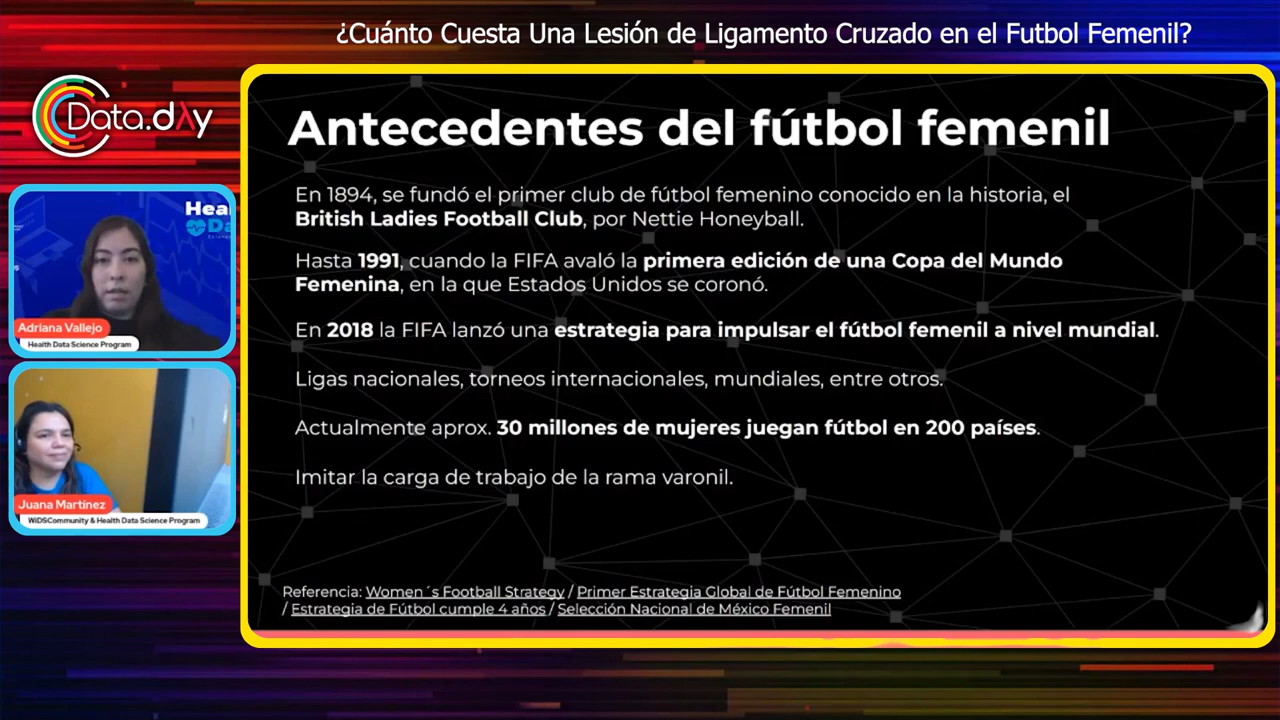 ¿Cuánto Cuesta Una Lesión de Ligamento Cruzado en el Futbol Femenil?
Data.dAy
Hea
Da
Adriana Vallejo
Health Data Science Program
Juana Martínez
WiDSCommunity & Health Data Science Program
Antecedentes del fútbol femenil
En 1894, se fundó el primer club de fútbol femenino conocido en la historia, el
British Ladies Football Club, por Nettie Honeyball.
Hasta 1991, cuando la FIFA avaló la primera edición de una Copa del Mundo
Femenina, en la que Estados Unidos se coronó.
En 2018 la FIFA lanzó una estrategia para impulsar el fútbol femenil a nivel mundial.
Ligas nacionales, torneos internacionales, mundiales, entre otros.
Actualmente aprox. 30 millones de mujeres juegan fútbol en 200 países.
Imitar la carga de trabajo de la rama varonil.
Referencia: Women´s Football Strategy / Primer Estrategia Global de Fútbol Femenino
/ Estrategia de Fútbol cumple 4 años / Selección Nacional de México Femenil